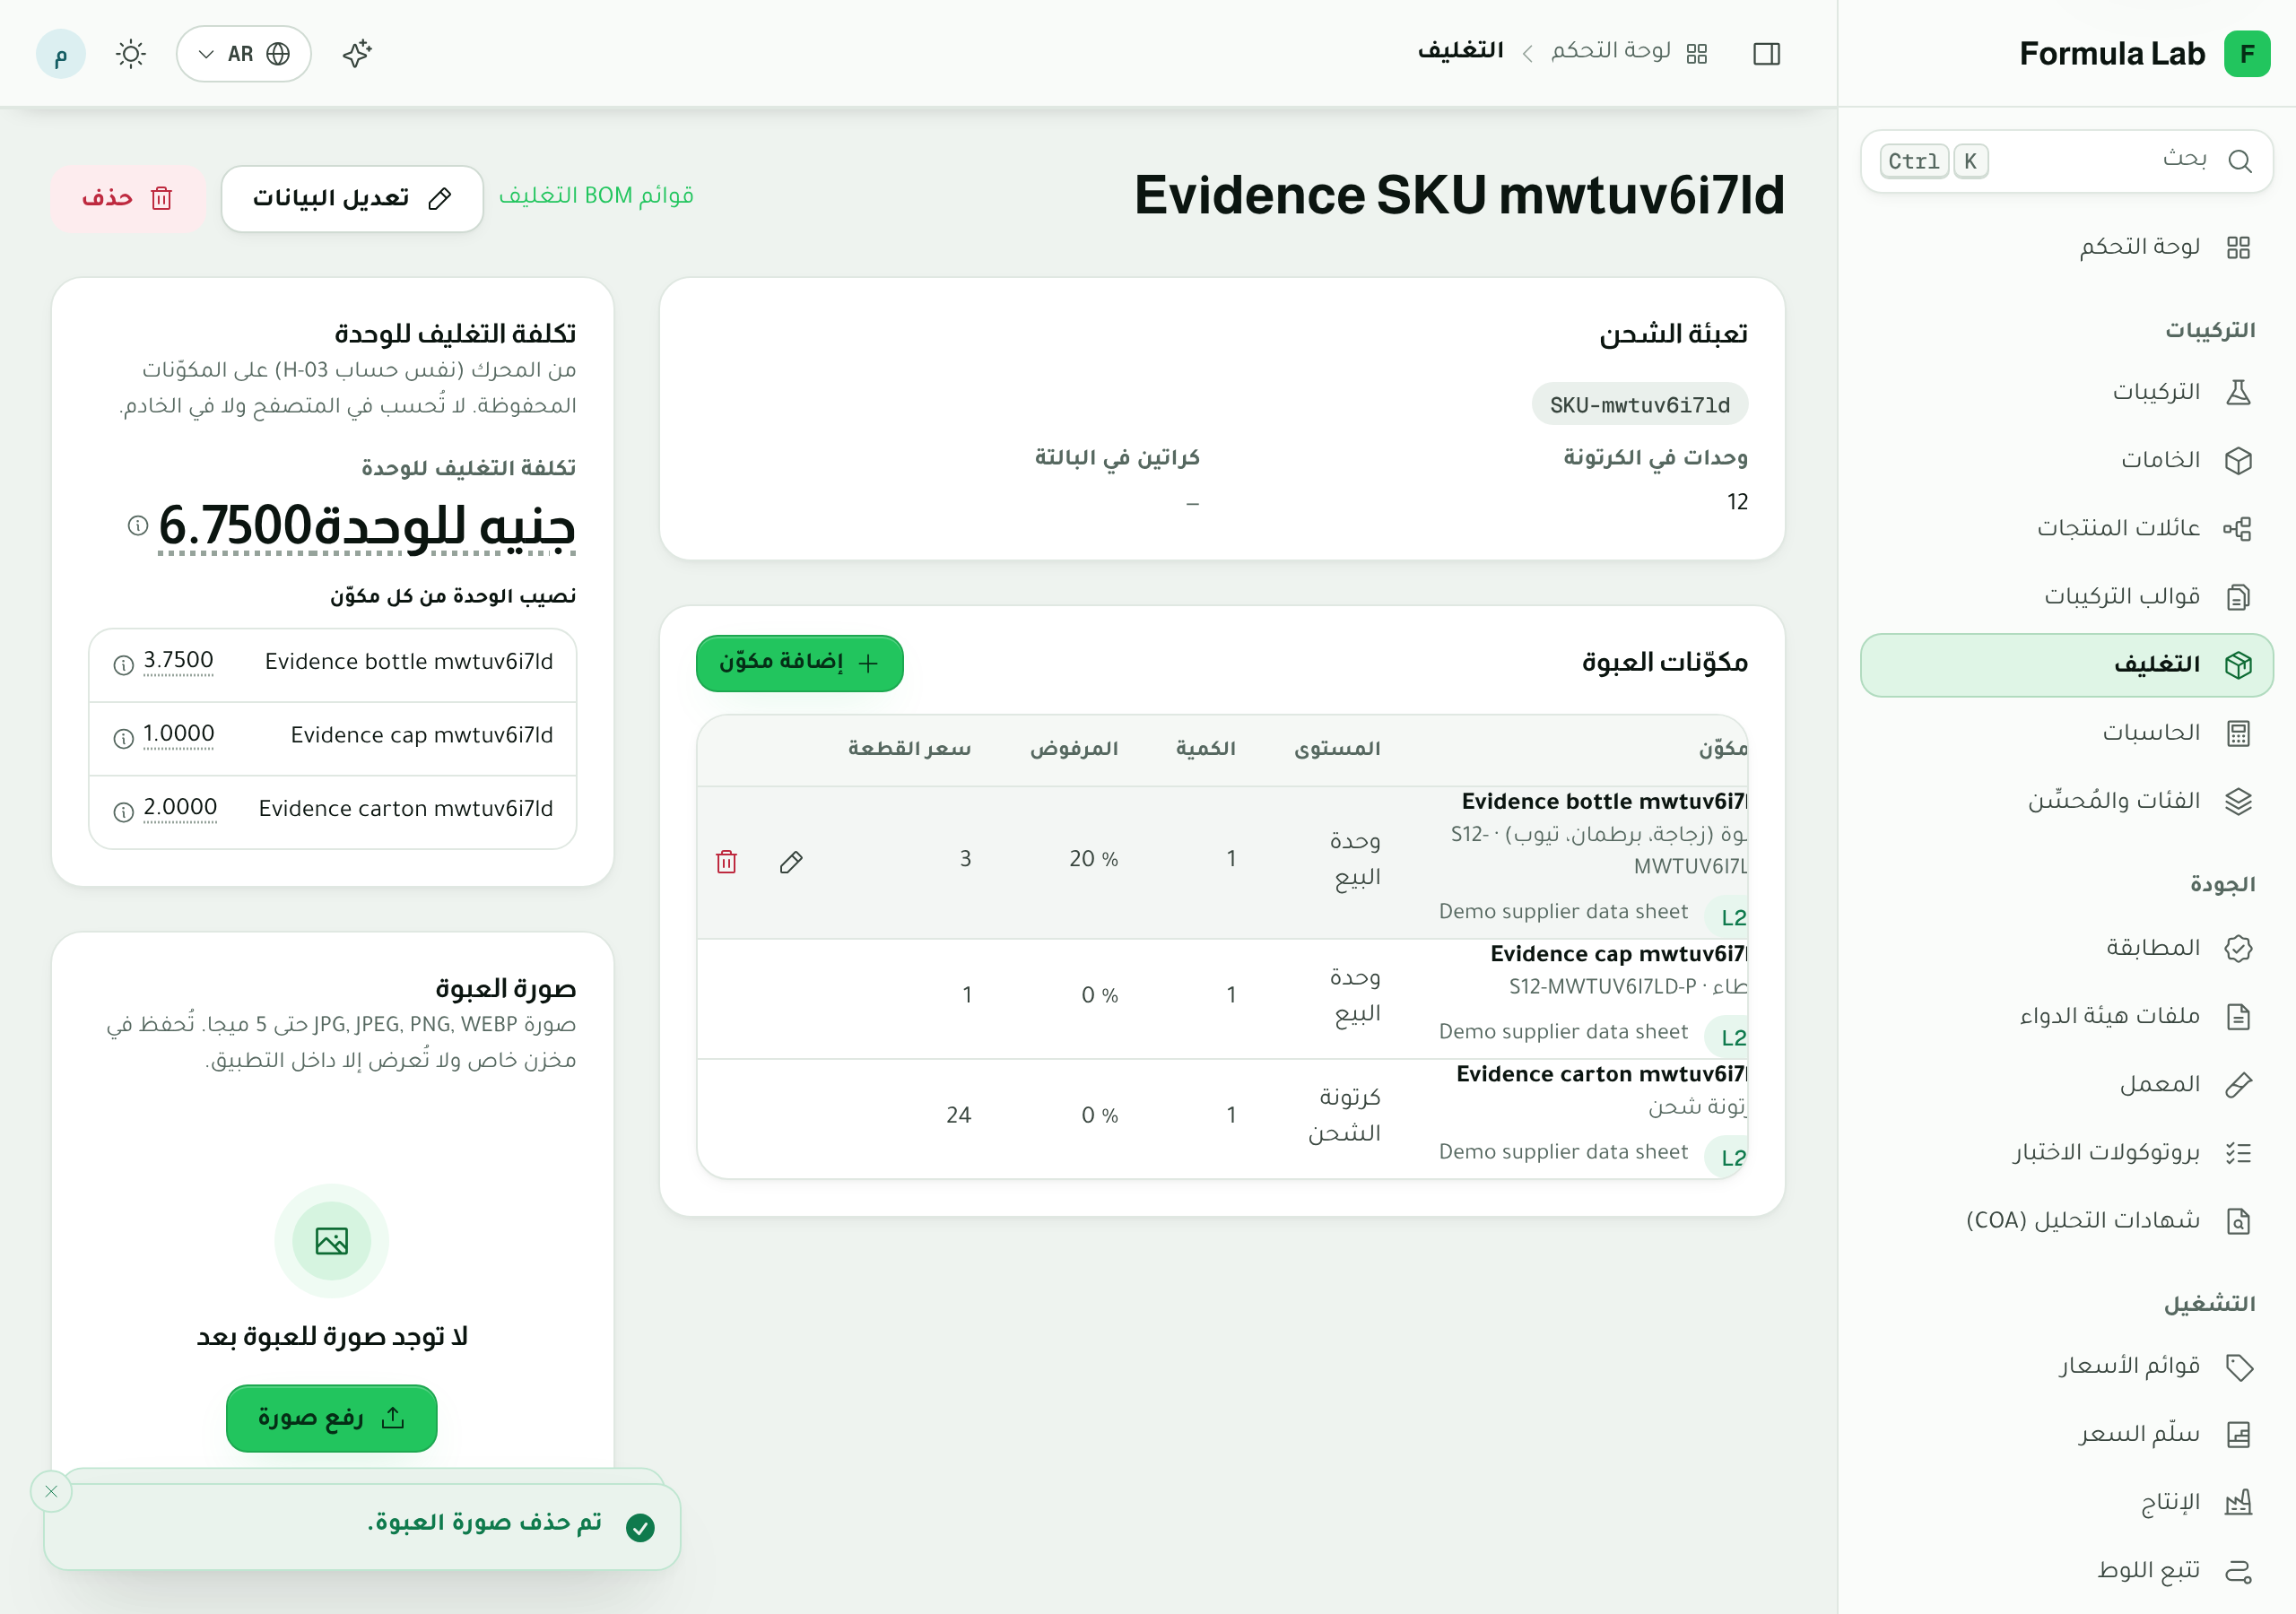 Formula Lab
F
بحث
Ctrl K
لوحة التحكم
التركيبات
التركيبات
الخامات
عائلات المنتجات
قوالب التركيبات
التغليف
الحاسبات
الفئات والمُحسِّن
الجودة
المطابقة
ملفات هيئة الدواء
المعمل
بروتوكولات الاختبار
شهادات التحليل (COA)
التشغيل
قوائم الأسعار
سلّم السعر
الإنتاج
تتبع اللوط
لوحة التحكم
التغليف
AR
م
Evidence SKU mwtuv6i7ld
قوائم BOM التغليف
تعديل البيانات
حذف
تعبئة الشحن
SKU-mwtuv6i7ld
وحدات في الكرتونة
كراتين في البالتة
12
–
مكوّنات العبوة
إضافة مكوّن
مكوّن المستوى الكمية المرفوض سعر القطعة
Evidence bottle mwtuv6i7l
وة (زجاجة، برطمان، تيوب) · S12-
MWTUV6I7L
L2 Demo supplier data sheet
وحدة
البيع
1
20 %
3
Evidence cap mwtuv6i7l
طاء · S12-MWTUV6I7LD-P
L2 Demo supplier data sheet
وحدة
البيع
1
0 %
1
Evidence carton mwtuv6i7l
رتونة شحن
L2 Demo supplier data sheet
كرتونة
الشحن
1
0 %
24
تكلفة التغليف للوحدة
من المحرك (نفس حساب H-03) على المكوّنات
المحفوظة. لا تُحسب في المتصفح ولا في الخادم.
تكلفة التغليف للوحدة
جنيه للوحدة6.7500
نصيب الوحدة من كل مكوّن
Evidence bottle mwtuv6i7ld 3.7500
Evidence cap mwtuv6i7ld 1.0000
Evidence carton mwtuv6i7ld 2.0000
صورة العبوة
صورة JPG, JPEG, PNG, WEBP حتى 5 ميجا. تُحفظ في
مخزن خاص ولا تُعرض إلا داخل التطبيق.
لا توجد صورة للعبوة بعد
رفع صورة
تم حذف صورة العبوة.